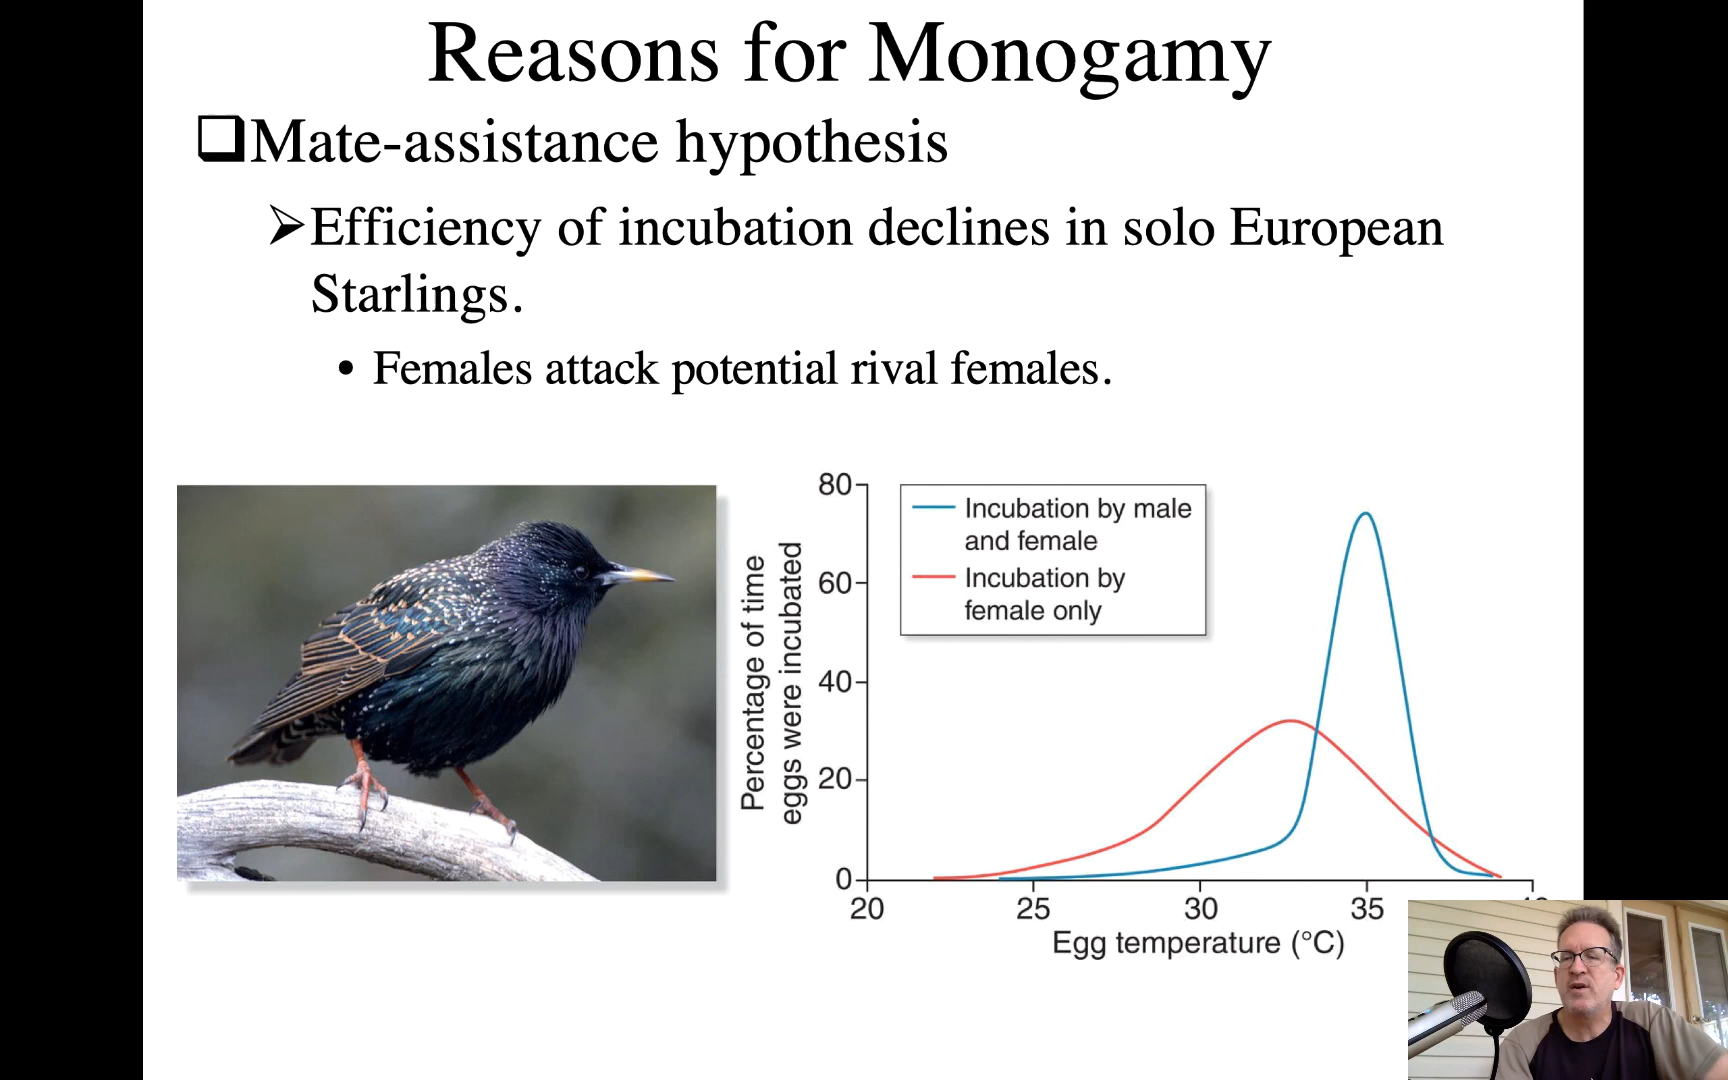 Reasons for Monogamy
❑Mate-assistance hypothesis
➢Efficiency of incubation declines in solo European
Starlings.
• Females attack potential rival females.
Percentage of time
eggs were incubated
80
60
40
20
0
Incubation by male
and female
Incubation by
female only
20
25
30
35
Egg temperature (°C)